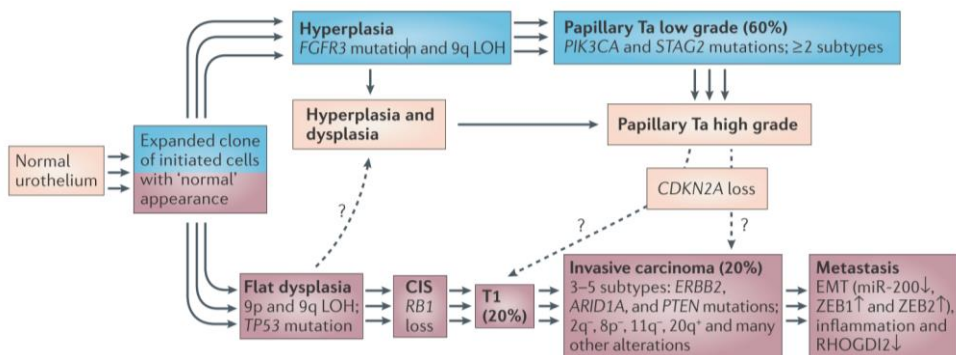 Hyperplasia
FGFR3 mutation and 9q LOH
Papillary Ta low grade (60%)
PIK3CA and STAG2 mutations; ≥2 subtypes
Hyperplasia and
dysplasia
Papillary Ta high grade
Normal
urothelium
Expanded clone
of initiated cells
with ‘normal’
appearance
CDKN2A loss
?
?
?
Flat dysplasia
9p and 9q LOH;
TP53 mutation
CIS
RB1
loss
T1
(20%)
Invasive carcinoma (20%)
3–5 subtypes: ERBB2,
ARID1A, and PTEN mutations;
2q⁻, 8p⁻, 11q⁻, 20q⁺ and many
other alterations
Metastasis
EMT (miR-200↓,
ZEB1↑ and ZEB2↑),
inflammation and
RHOGDI2↓